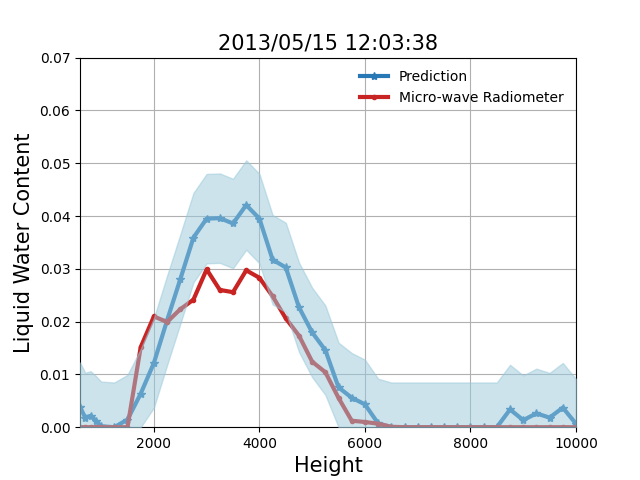 2013/05/15 12:03:38
Prediction
Micro-wave Radiometer
Liquid Water Content
0.07
0.06
0.05
0.04
0.03
0.02
0.01
0.00
2000 4000 6000 8000 10000
Height